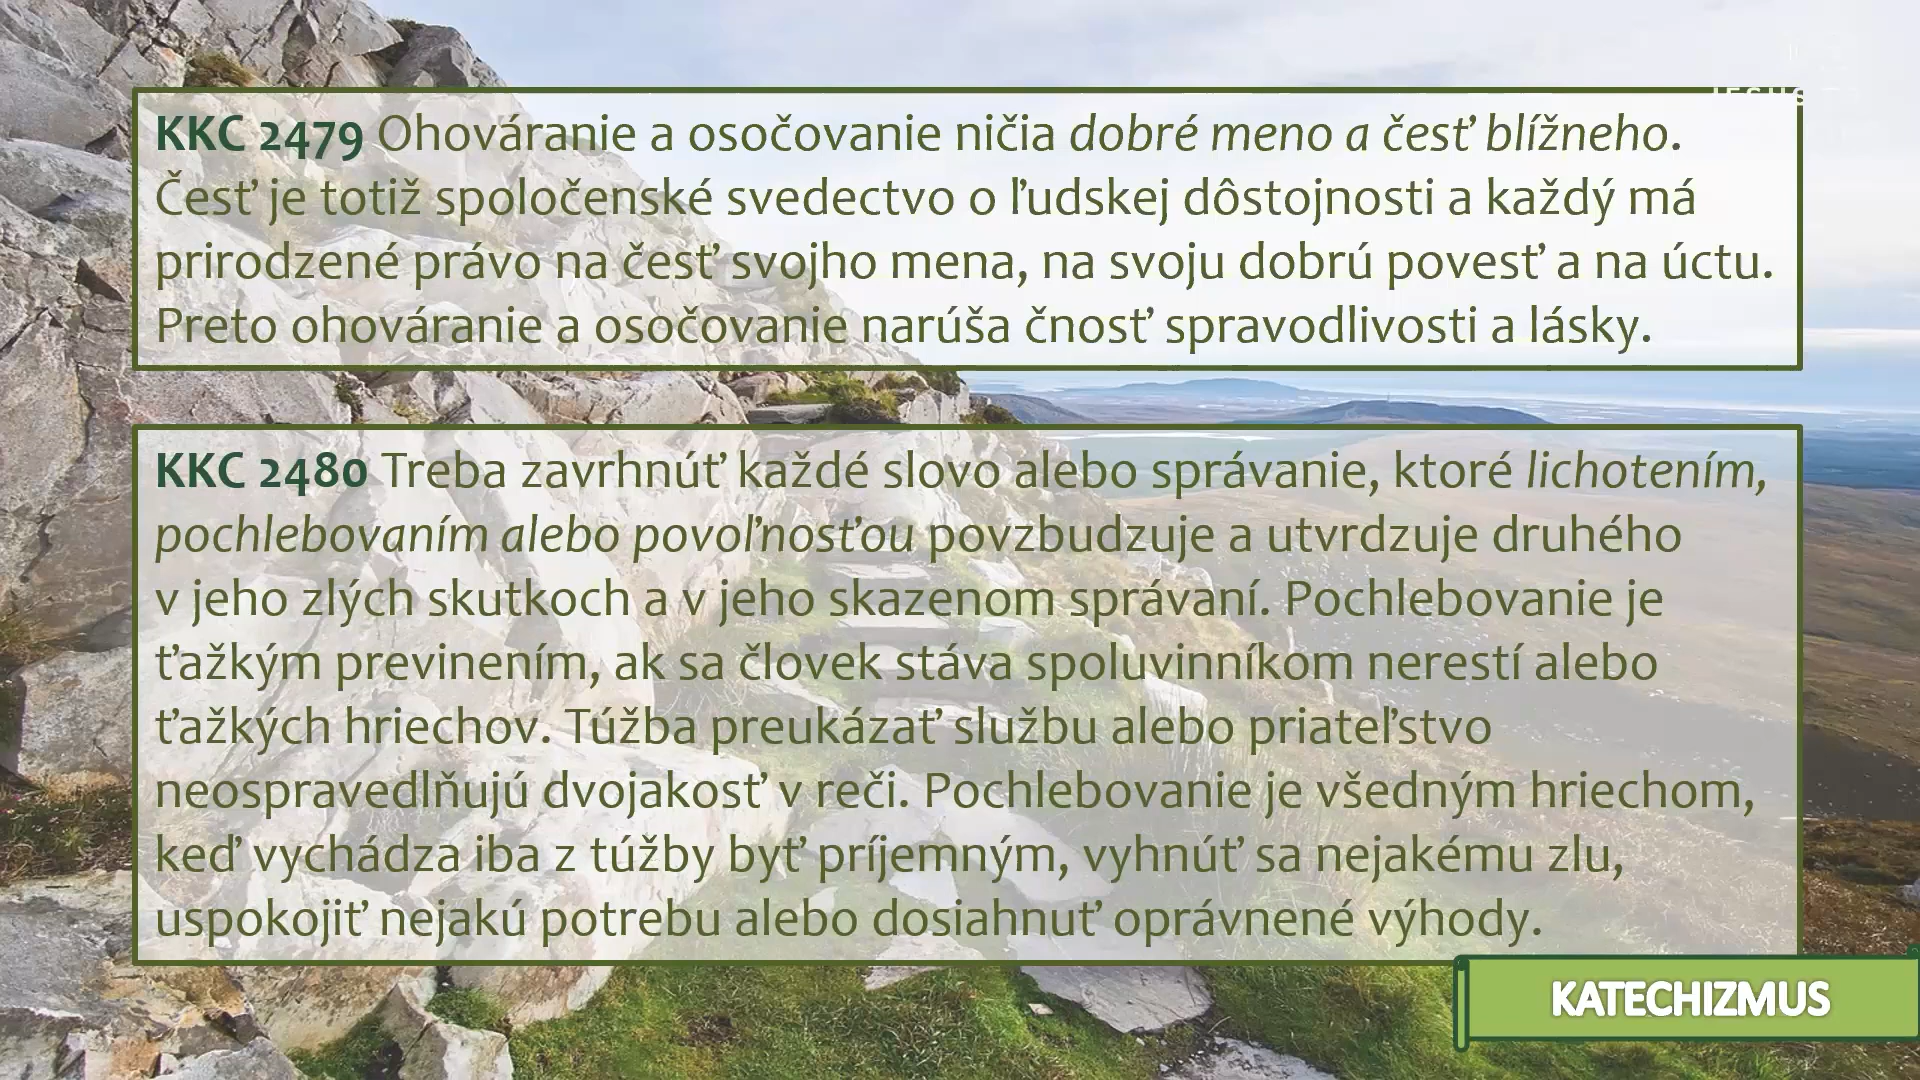 KKC 2479 Ohováranie a osočovanie ničia dobré meno a česť blížneho.
Česť je totiž spoločenské svedectvo o ľudskej dôstojnosti a každý má
prirodzené právo na česť svojho mena, na svoju dobrú povesť a na úctu.
Preto ohováranie a osočovanie narúša čnosť spravodlivosti a lásky.
KKC 2480 Treba zavrhnúť každé slovo alebo správanie, ktoré lichotením,
pochlebovaním alebo povoľnosťou povzbudzuje a utvrdzuje druhého
v jeho zlých skutkoch a v jeho skazenom správaní. Pochlebovanie je
ťažkým previnením, ak sa človek stáva spoluvinníkom nerestí alebo
ťažkých hriechov. Túžba preukázať službu alebo priateľstvo
neospravedlňujú dvojakosť v reči. Pochlebovanie je všedným hriechom,
keď vychádza iba z túžby byť príjemným, vyhnúť sa nejakému zlu,
uspokojiť nejakú potrebu alebo dosiahnuť oprávnené výhody.
KATECHIZMUS